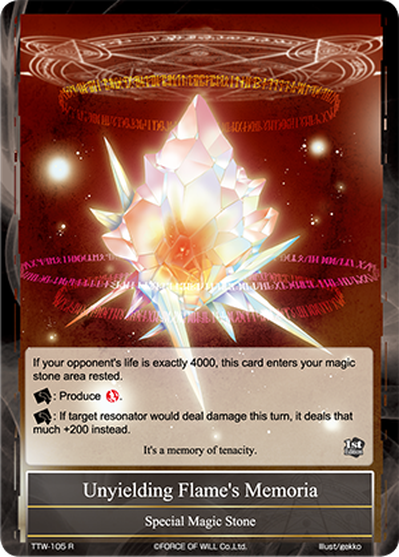 If your opponent's life is exactly 4000, this card enters your magic
stone area rested.
: Produce .
: If target resonator would deal damage this turn, it deals that
much +200 instead.
It's a memory of tenacity.
1st
Edition
Unyielding Flame's Memoria
Special Magic Stone
TTW-105 R
©FORCE OF WILL Co.,Ltd.
Illust/gekko